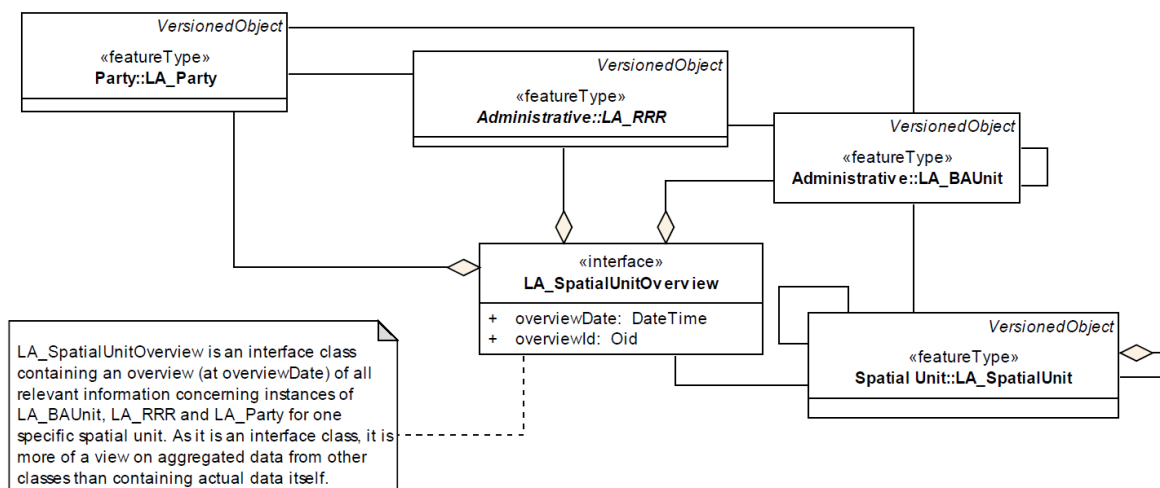 VersionedObject
«featureType»
Party::LA_Party
VersionedObject
«featureType»
Administrative::LA_RRR
VersionedObject
«featureType»
Administrative::LA_BAUnit
«interface»
LA_SpatialUnitOverview
+ overviewDate: DateTime
+ overviewId: Oid
VersionedObject
«featureType»
Spatial Unit::LA_SpatialUnit
LA_SpatialUnitOverview is an interface class
containing an overview (at overviewDate) of all
relevant information concerning instances of
LA_BAUnit, LA_RRR and LA_Party for one
specific spatial unit. As it is an interface class, it is
more of a view on aggregated data from other
classes than containing actual data itself.